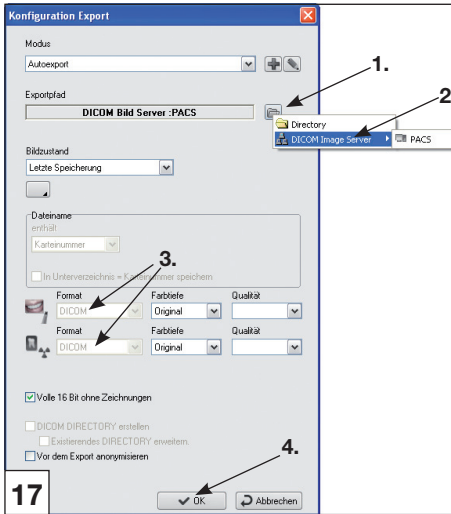 Konfiguration Export
Modus
Autoexport
1.
Exportpfad
DICOM Bild Server :PACS
2
Directory
DICOM Image Server
PACS
Bildzustand
Letzte Speicherung
Dateiname
enthält
Karteinummer
In Unterverzeichnis = Karteinummer speichern
3.
Format Farbtiefe Qualität
DICOM Original
Format Farbtiefe Qualität
DICOM Original
Volle 16 Bit ohne Zeichnungen
DICOM DIRECTORY erstellen
Existierendes DIRECTORY erweitern
Vor dem Export anonymisieren
4.
17
OK Abbrechen